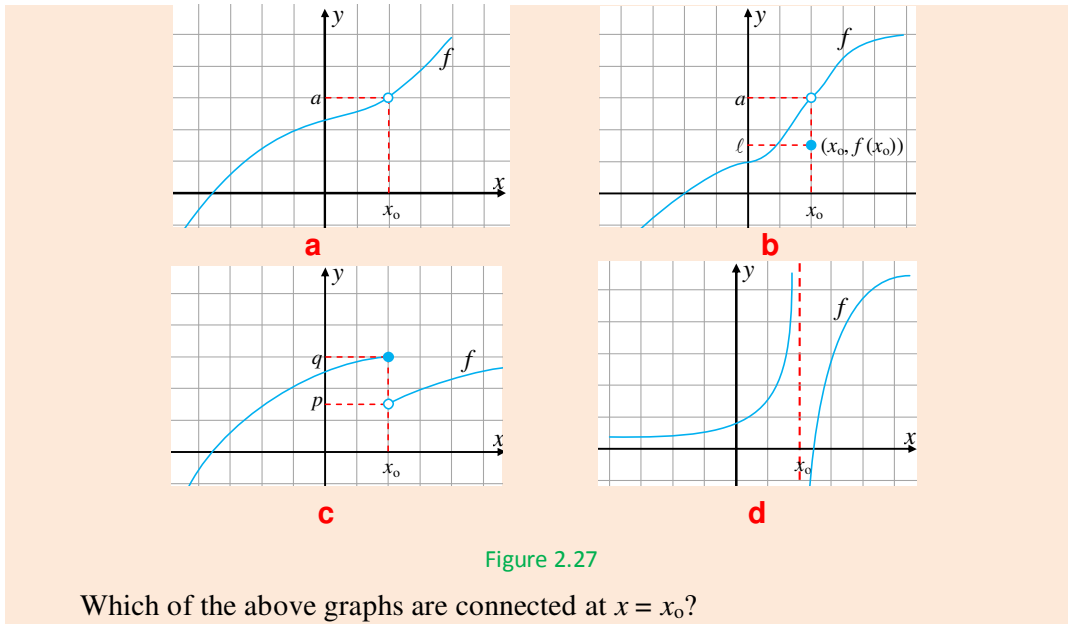 y
f
a
x
xₒ
a
y
f
a
ℓ
(xₒ, f (xₒ))
xₒ
b
y
q
f
p
x
xₒ
c
y
f
x
xₒ
d
Figure 2.27
Which of the above graphs are connected at x = xₒ?